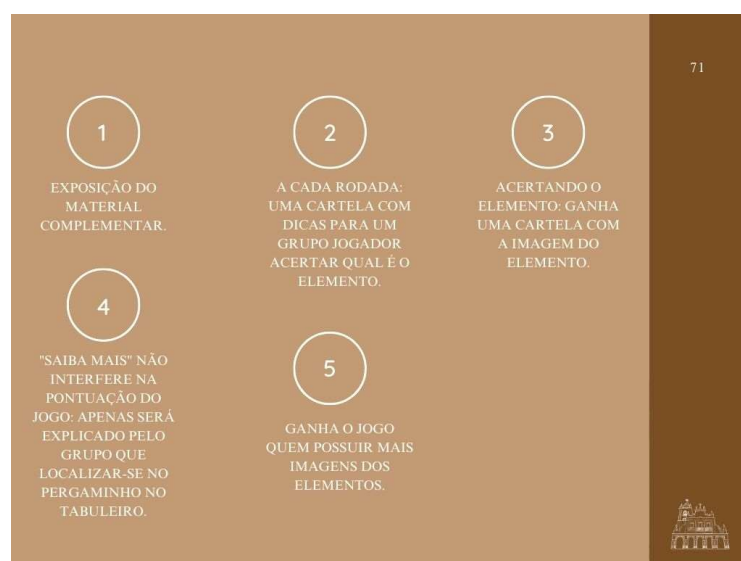 71
1
EXPOSIÇÃO DO
MATERIAL
COMPLEMENTAR.
2
A CADA RODADA:
UMA CARTELA COM
DICAS PARA UM
GRUPO JOGADOR
ACERTAR QUAL É O
ELEMENTO.
3
ACERTANDO O
ELEMENTO: GANHA
UMA CARTELA COM
A IMAGEM DO
ELEMENTO.
4
"SAIBA MAIS" NÃO
INTERFERE NA
PONTUAÇÃO DO
JOGO: APENAS SERÁ
EXPLICADO PELO
GRUPO QUE
LOCALIZAR-SE NO
PERGAMINHO NO
TABULEIRO.
5
GANHA O JOGO
QUEM POSSUIR MAIS
IMAGENS DOS
ELEMENTOS.